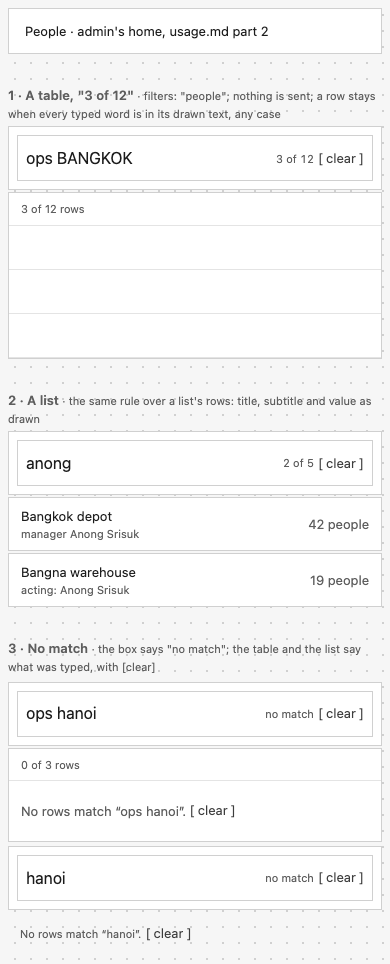 People · admin's home, usage.md part 2
1 · A table, "3 of 12" · filters: "people"; nothing is sent; a row stays
when every typed word is in its drawn text, any case
ops BANGKOK 3 of 12 [ clear ]
3 of 12 rows
2 · A list · the same rule over a list's rows: title, subtitle and value as
drawn
anong 2 of 5 [ clear ]
Bangkok depot
42 people
manager Anong Srisuk
Bangna warehouse
19 people
acting: Anong Srisuk
3 · No match · the box says "no match"; the table and the list say
what was typed, with [clear]
ops hanoi no match [ clear ]
0 of 3 rows
No rows match “ops hanoi”. [ clear ]
hanoi no match [ clear ]
No rows match “hanoi”. [ clear ]